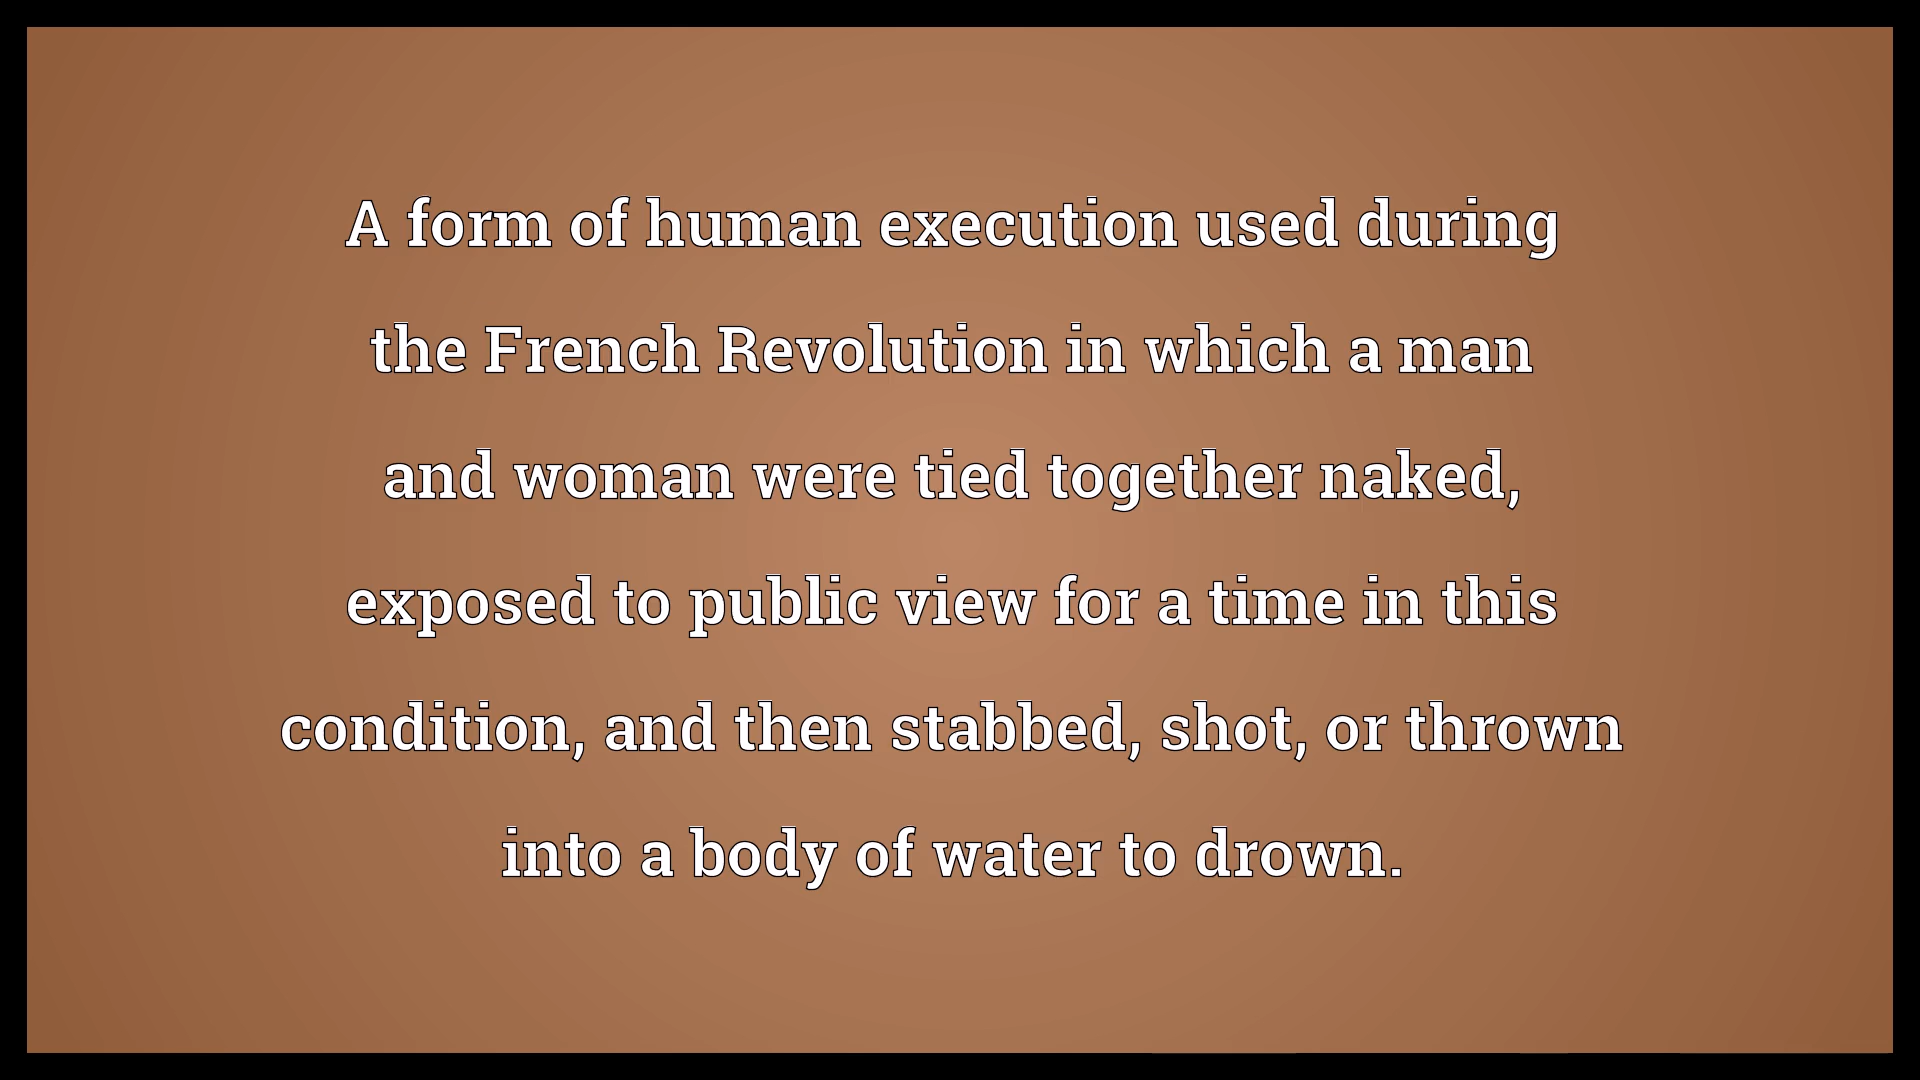 A form of human execution used during
the French Revolution in which a man
and woman were tied together naked,
exposed to public view for a time in this
condition, and then stabbed, shot, or thrown
into a body of water to drown.